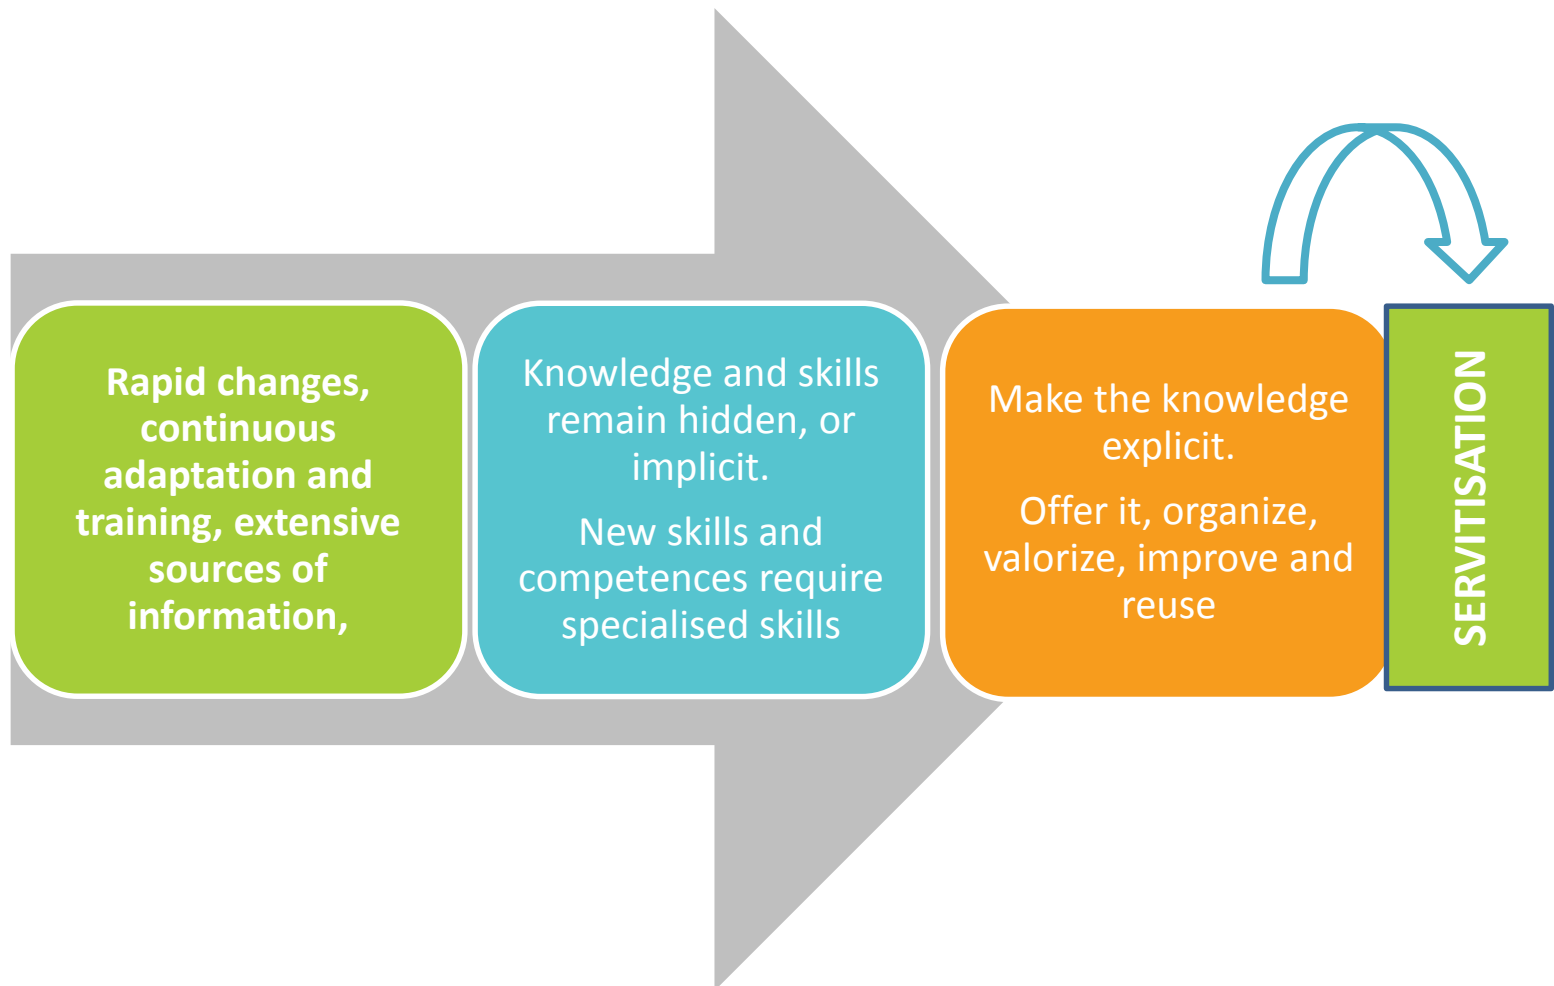 Rapid changes,
continuous
adaptation and
training, extensive
sources of
information,
Knowledge and skills
remain hidden, or
implicit.
New skills and
competences require
specialised skills
Make the knowledge
explicit.
Offer it, organize,
valorize, improve and
reuse
SERVITISATION